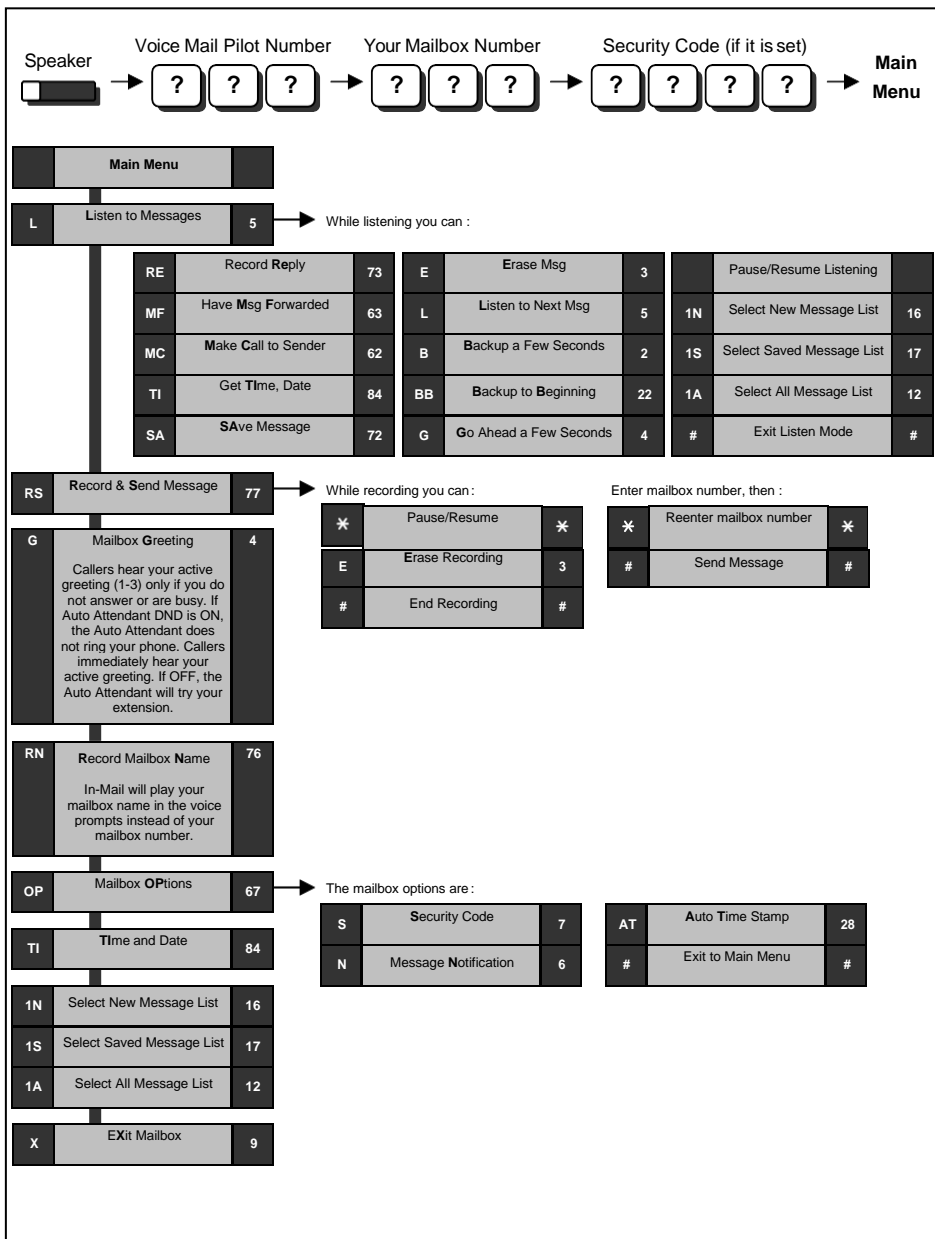 Speaker
Voice Mail Pilot Number
Your Mailbox Number
Security Code (if it is set)
Main
Menu
? ? ?
? ? ?
? ? ? ?
Main Menu
L Listen to Messages 5
While listening you can :
RE Record Reply 73
E Erase Msg 3
Pause/Resume Listening
MF Have Msg Forwarded 63
L Listen to Next Msg 5
1N Select New Message List 16
MC Make Call to Sender 62
B Backup a Few Seconds 2
1S Select Saved Message List 17
TI Get TIme, Date 84
BB Backup to Beginning 22
1A Select All Message List 12
SA SAve Message 72
G Go Ahead a Few Seconds 4
# Exit Listen Mode #
RS Record & Send Message 77
While recording you can :
Enter mailbox number, then :
* Pause/Resume *
* Reenter mailbox number *
E Erase Recording 3
# Send Message #
# End Recording #
G Mailbox Greeting 4
Callers hear your active
greeting (1-3) only if you do
not answer or are busy. If
Auto Attendant DND is ON,
the Auto Attendant does
not ring your phone. Callers
immediately hear your
active greeting. If OFF, the
Auto Attendant will try your
extension.
RN Record Mailbox Name 76
In-Mail will play your
mailbox name in the voice
prompts instead of your
mailbox number.
OP Mailbox OPtions 67
The mailbox options are :
S Security Code 7
AT Auto Time Stamp 28
N Message Notification 6
# Exit to Main Menu #
TI TIme and Date 84
1N Select New Message List 16
1S Select Saved Message List 17
1A Select All Message List 12
X EXit Mailbox 9